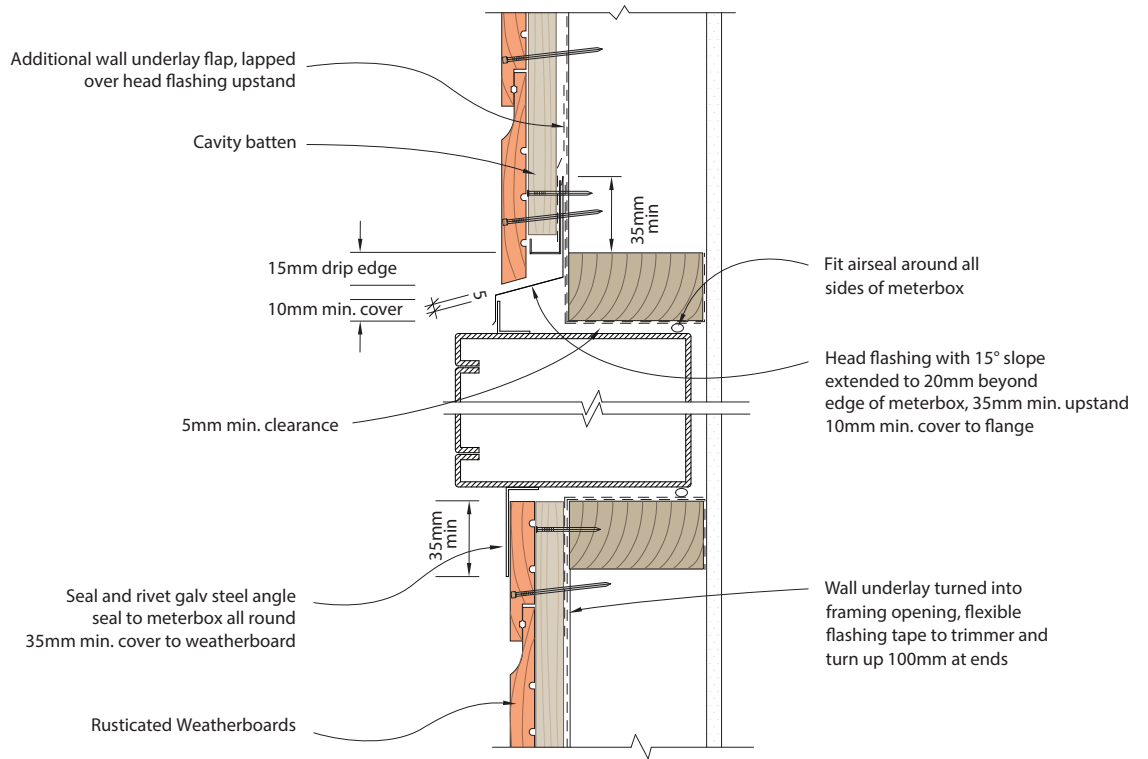 Additional wall underlay flap, lapped
over head flashing upstand
Cavity batten
35mm
min
15mm drip edge
10mm min. cover
5
5mm min. clearance
Fit airseal around all
sides of meterbox
Head flashing with 15° slope
extended to 20mm beyond
edge of meterbox, 35mm min. upstand
10mm min. cover to flange
35mm
min
Seal and rivet galv steel angle
seal to meterbox all round
35mm min. cover to weatherboard
Rusticated Weatherboards
Wall underlay turned into
framing opening, flexible
flashing tape to trimmer and
turn up 100mm at ends